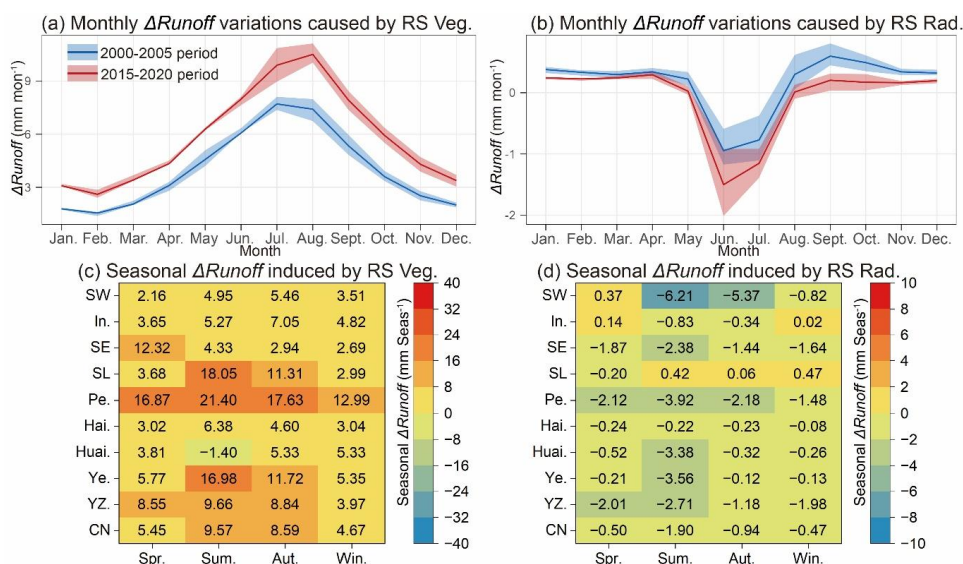 (a) Monthly ΔRunoff variations caused by RS Veg.
2000-2005 period
2015-2020 period
ΔRunoff (mm mon⁻¹)
9
6
3
Jan. Feb. Mar. Apr. May Jun. Jul. Aug. Sept. Oct. Nov. Dec.
Month
(b) Monthly ΔRunoff variations caused by RS Rad.
ΔRunoff (mm mon⁻¹)
0
-1
-2
Jan. Feb. Mar. Apr. May Jun. Jul. Aug. Sept. Oct. Nov. Dec.
Month
(c) Seasonal ΔRunoff induced by RS Veg.
SW 2.16 4.95 5.46 3.51
In. 3.65 5.27 7.05 4.82
SE 12.32 4.33 2.94 2.69
SL 3.68 18.05 11.31 2.99
Pe. 16.87 21.40 17.63 12.99
Hai. 3.02 6.38 4.60 3.04
Huai. 3.81 −1.40 5.33 5.33
Ye. 5.77 16.98 11.72 5.35
YZ. 8.55 9.66 8.84 3.97
CN 5.45 9.57 8.59 4.67
Spr. Sum. Aut. Win.
Seasonal ΔRunoff (mm Seas⁻¹)
40
32
24
16
8
0
−8
−16
−24
−32
−40
(d) Seasonal ΔRunoff induced by RS Rad.
SW 0.37 −6.21 −5.37 −0.82
In. 0.14 −0.83 −0.34 0.02
SE −1.87 −2.38 −1.44 −1.64
SL −0.20 0.42 0.06 0.47
Pe. −2.12 −3.92 −2.18 −1.48
Hai. −0.24 −0.22 −0.23 −0.08
Huai. −0.52 −3.38 −0.32 −0.26
Ye. −0.21 −3.56 −0.12 −0.13
YZ. −2.01 −2.71 −1.18 −1.98
CN −0.50 −1.90 −0.94 −0.47
Spr. Sum. Aut. Win.
Seasonal ΔRunoff (mm Seas⁻¹)
10
8
6
4
2
0
−2
−4
−6
−8
−10